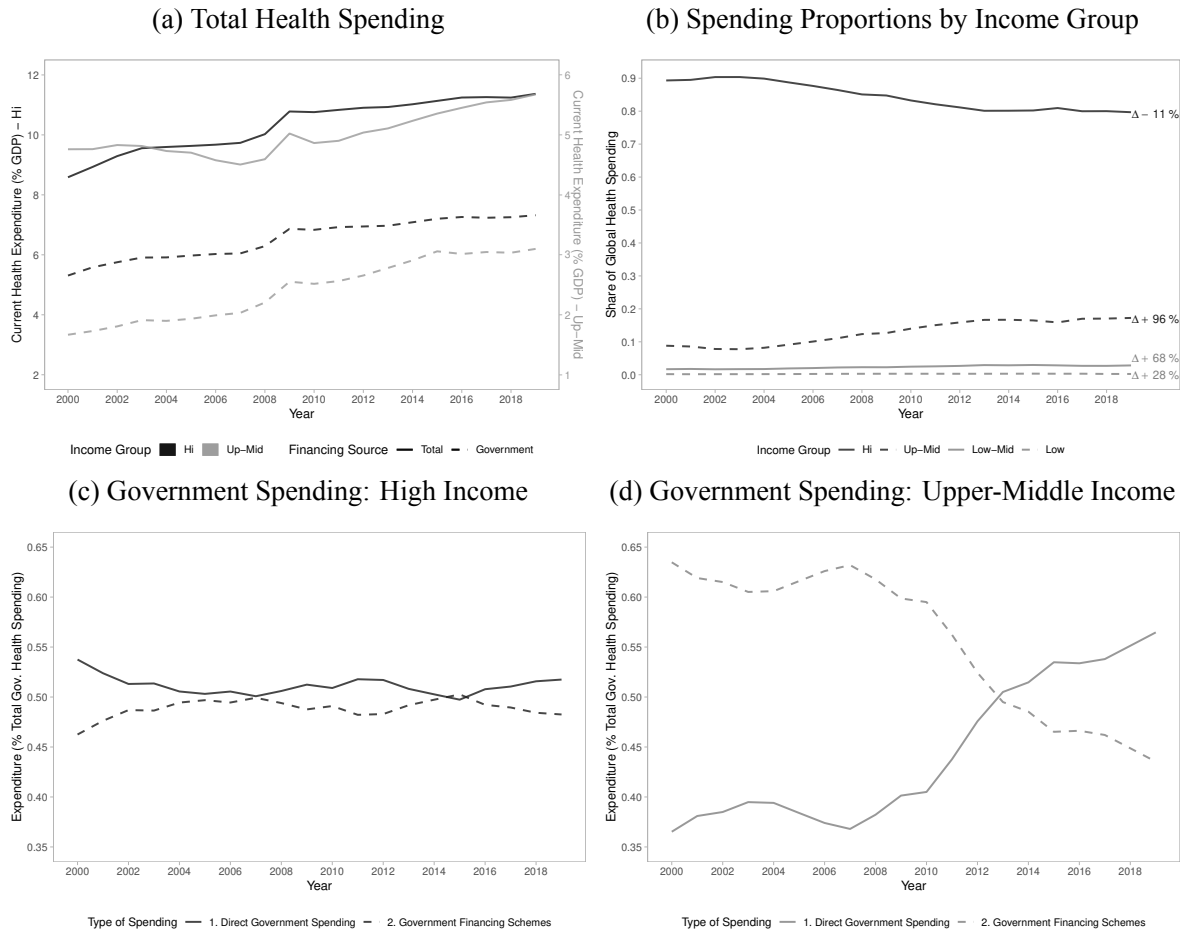 (a) Total Health Spending
12
10
8
6
4
2
Current Health Expenditure (% GDP) − Hi
6
5
4
3
2
1
Current Health Expenditure (% GDP) − Up−Mid
2000 2002 2004 2006 2008 2010 2012 2014 2016 2018
Year
Income Group Hi Up−Mid Financing Source Total Government
(b) Spending Proportions by Income Group
0.9
0.8
0.7
0.6
0.5
0.4
0.3
0.2
0.1
0.0
Share of Global Health Spending
Δ − 11 %
Δ + 96 %
Δ + 68 %
Δ + 28 %
2000 2002 2004 2006 2008 2010 2012 2014 2016 2018
Year
Income Group Hi Up−Mid Low−Mid Low
(c) Government Spending: High Income
0.65
0.60
0.55
0.50
0.45
0.40
0.35
Expenditure (% Total Gov. Health Spending)
2000 2002 2004 2006 2008 2010 2012 2014 2016 2018
Year
Type of Spending 1. Direct Government Spending 2. Government Financing Schemes
(d) Government Spending: Upper-Middle Income
0.65
0.60
0.55
0.50
0.45
0.40
0.35
Expenditure (% Total Gov. Health Spending)
2000 2002 2004 2006 2008 2010 2012 2014 2016 2018
Year
Type of Spending 1. Direct Government Spending 2. Government Financing Schemes